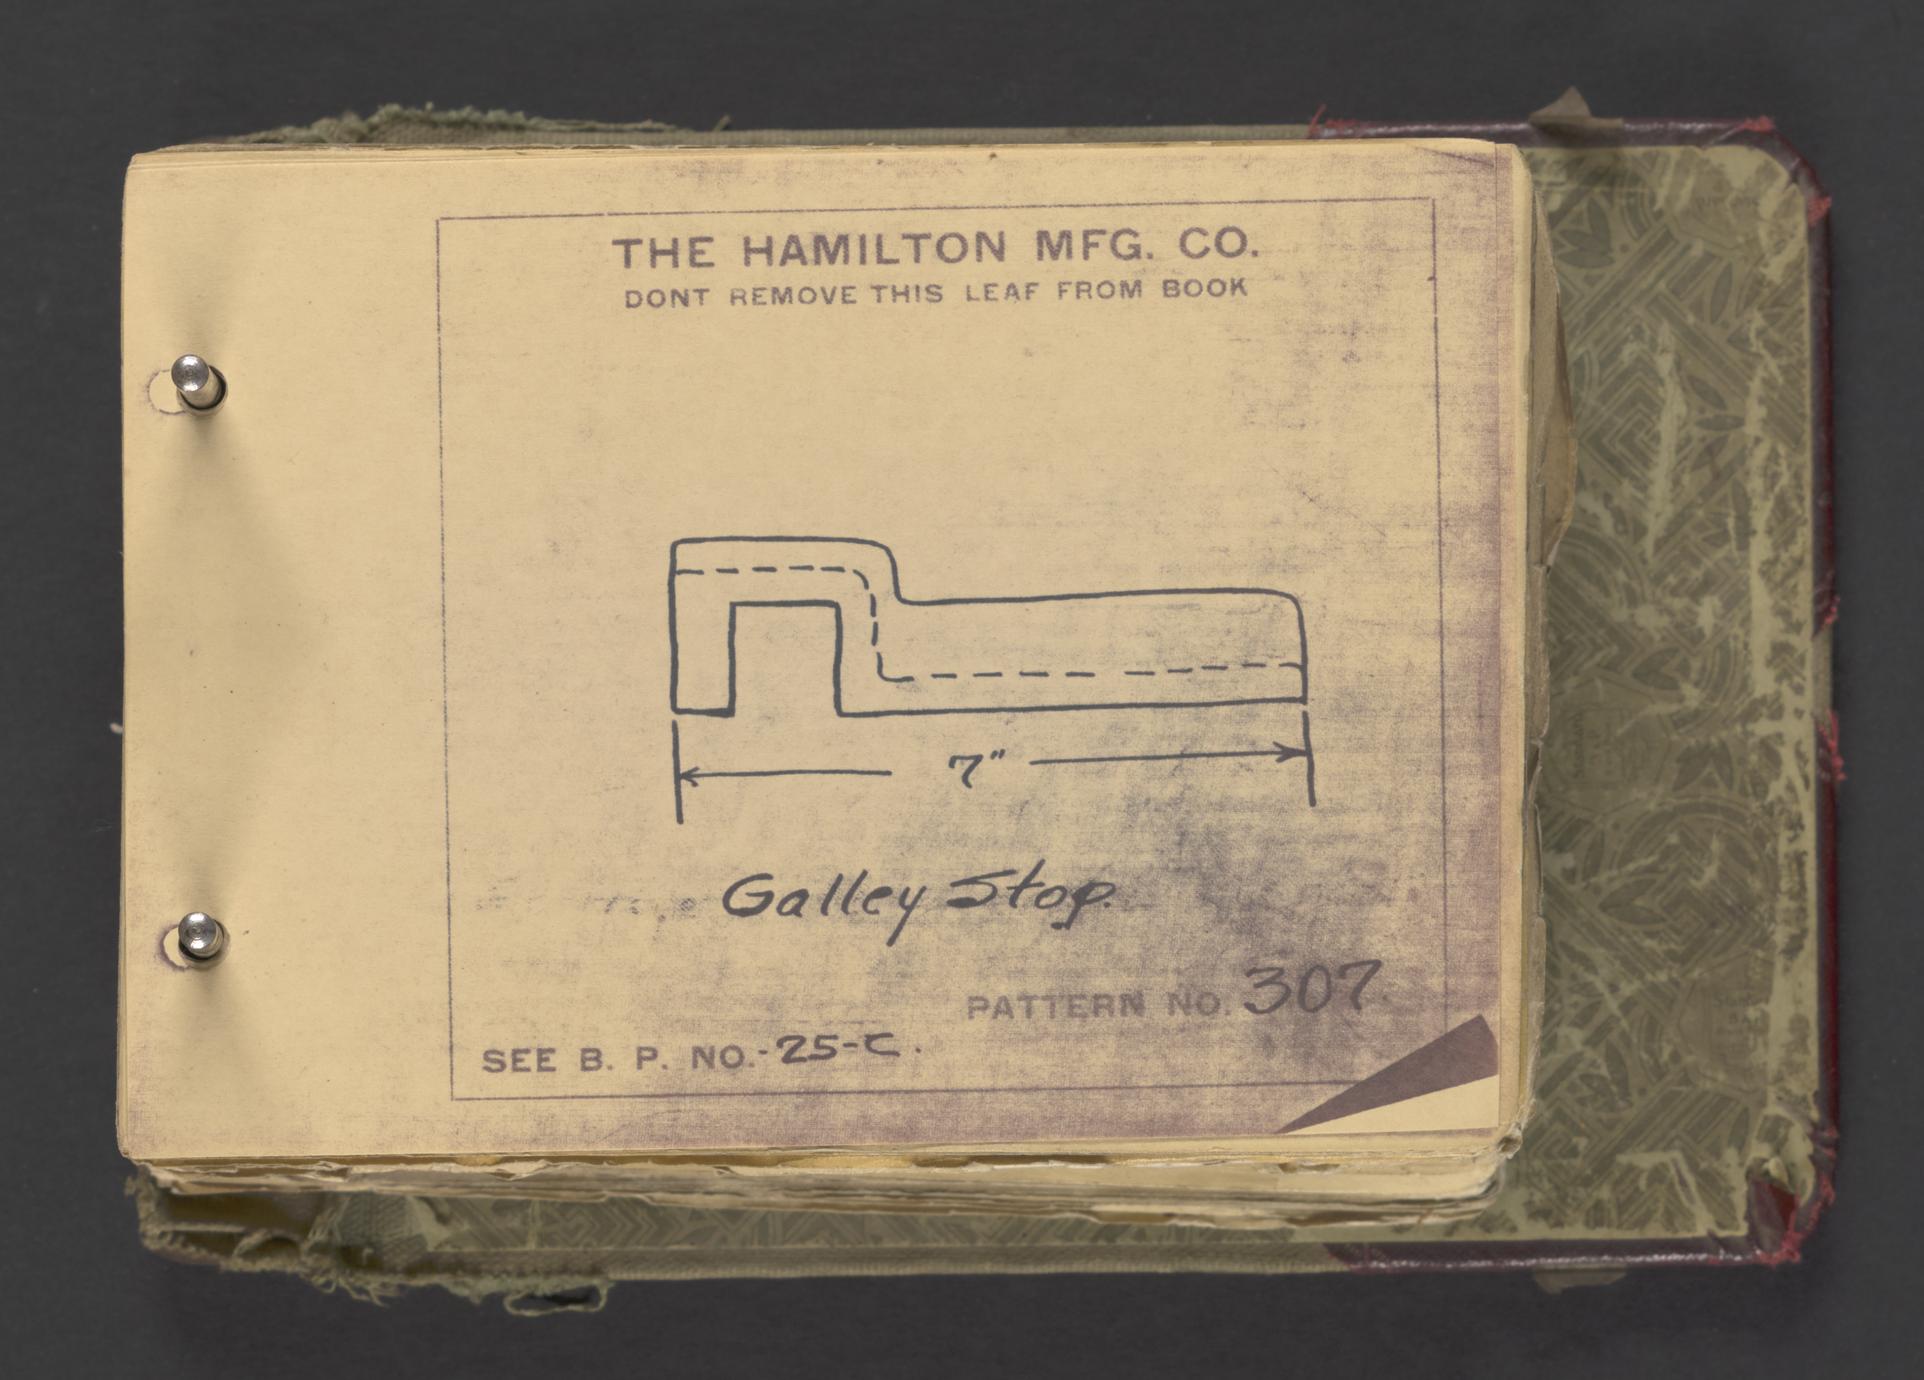 THE HAMILTON MFG. CO.
DONT REMOVE THIS LEAF FROM BOOK
7"
Galley Stop.
PATTERN NO. 307.
SEE B. P. NO.-25-C.